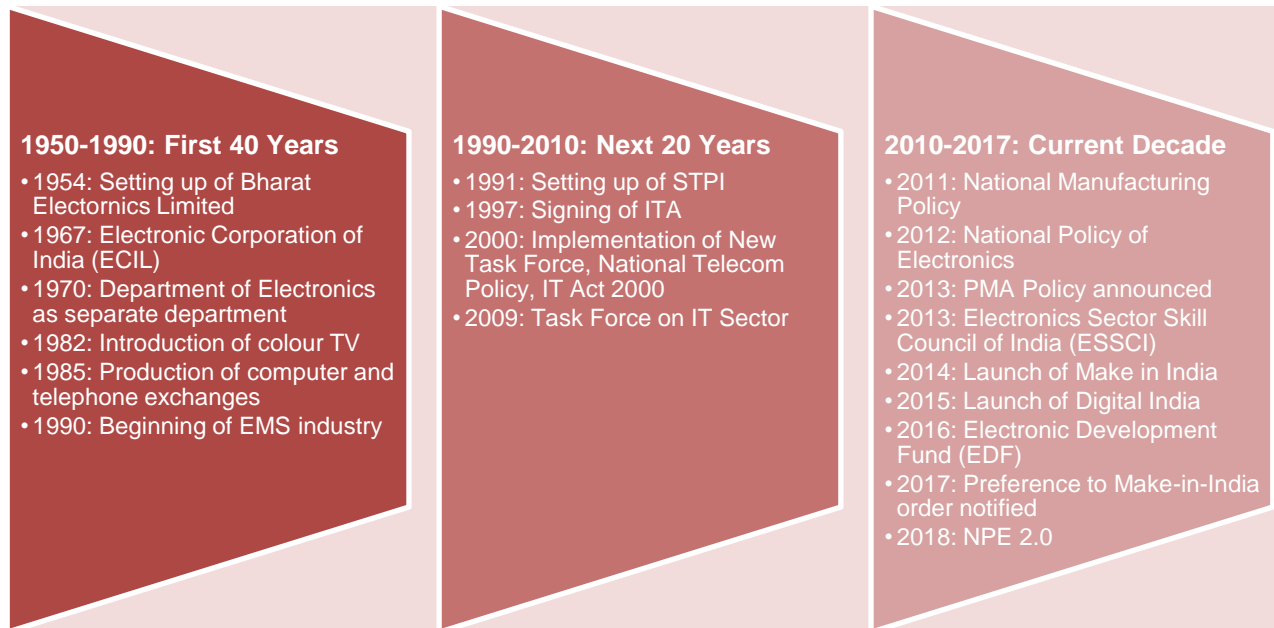 1950-1990: First 40 Years
•1954: Setting up of Bharat
Electornics Limited
•1967: Electronic Corporation of
India (ECIL)
•1970: Department of Electronics
as separate department
•1982: Introduction of colour TV
•1985: Production of computer and
telephone exchanges
•1990: Beginning of EMS industry
1990-2010: Next 20 Years
•1991: Setting up of STPI
•1997: Signing of ITA
•2000: Implementation of New
Task Force, National Telecom
Policy, IT Act 2000
•2009: Task Force on IT Sector
2010-2017: Current Decade
•2011: National Manufacturing
Policy
•2012: National Policy of
Electronics
•2013: PMA Policy announced
•2013: Electronics Sector Skill
Council of India (ESSCI)
•2014: Launch of Make in India
•2015: Launch of Digital India
•2016: Electronic Development
Fund (EDF)
•2017: Preference to Make-in-India
order notified
•2018: NPE 2.0